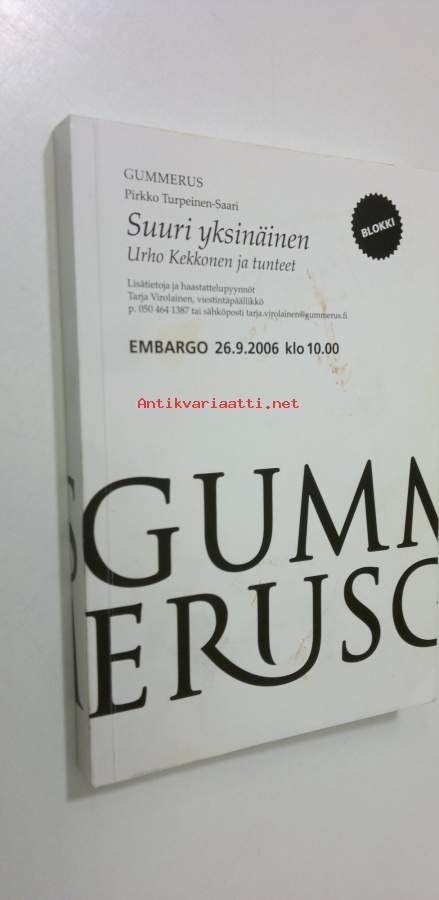 GUMMERUS
Pirkko Turpeinen-Saari
Suuri yksinäinen
Urho Kekkonen ja tunteet
BLOKKI
Lisätietoja ja haastattelupyynnöt
Tarja Virolainen, viestintäpäällikkö
p. 050 464 1387 tai sähköposti tarja.virolainen@gummerus.fi
EMBARGO 26.9.2006 klo 10.00
Antikvariaatti.net
GUMM
ERUSG